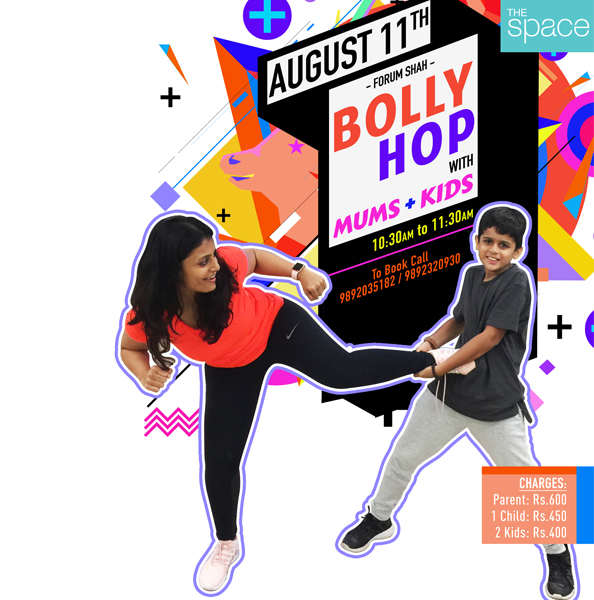 THE
space
AUGUST 11TH
- FORUM SHAH -
BOLLY
HOP
WITH
MUMS + KIDS
10:30AM to 11:30AM
To Book Call
9892035182 / 9892320930
CHARGES:
Parent: Rs.600
1 Child: Rs.450
2 Kids: Rs.400